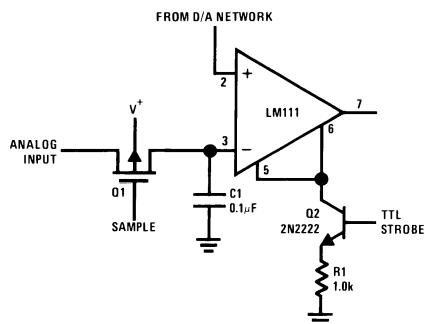 FROM D/A NETWORK
+
2
LM111
7
6
V+
ANALOG
INPUT
3
−
5
Q1
C1
0.1μF
Q2
2N2222
TTL
STROBE
SAMPLE
R1
1.0k